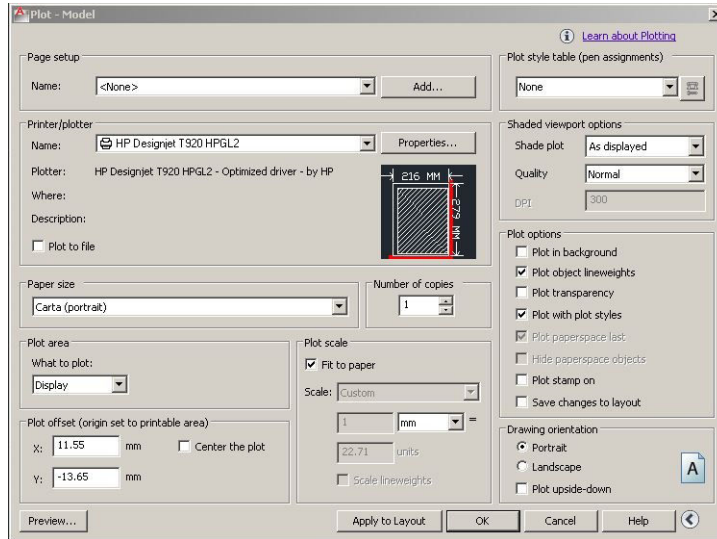 Plot - Model
Learn about Plotting
Page setup
Name: <None> Add...
Plot style table (pen assignments)
None
Printer/plotter
Name: HP Designjet T920 HPGL2 Properties...
Plotter: HP Designjet T920 HPGL2 - Optimized driver - by HP
Where:
Description:
Plot to file
216 MM
279 MM
Shaded viewport options
Shade plot As displayed
Quality Normal
DPI 300
Paper size
Carta (portrait)
Number of copies
1
Plot options
Plot in background
Plot object lineweights
Plot transparency
Plot with plot styles
Plot paperspace last
Hide paperspace objects
Plot stamp on
Save changes to layout
Plot area
What to plot:
Display
Plot scale
Fit to paper
Scale: Custom
1 mm =
22.71 units
Scale lineweights
Plot offset (origin set to printable area)
X: 11.55 mm Center the plot
Y: -13.65 mm
Drawing orientation
Portrait
Landscape
Plot upside-down
A
Preview... Apply to Layout OK Cancel Help